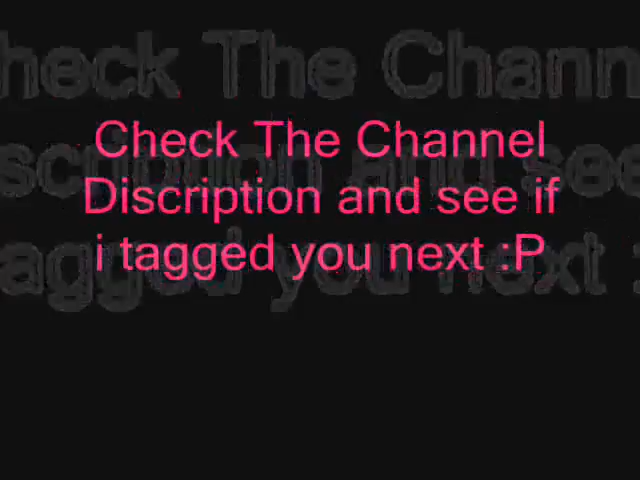 Check The Channel
Discription and see if
i tagged you next :P